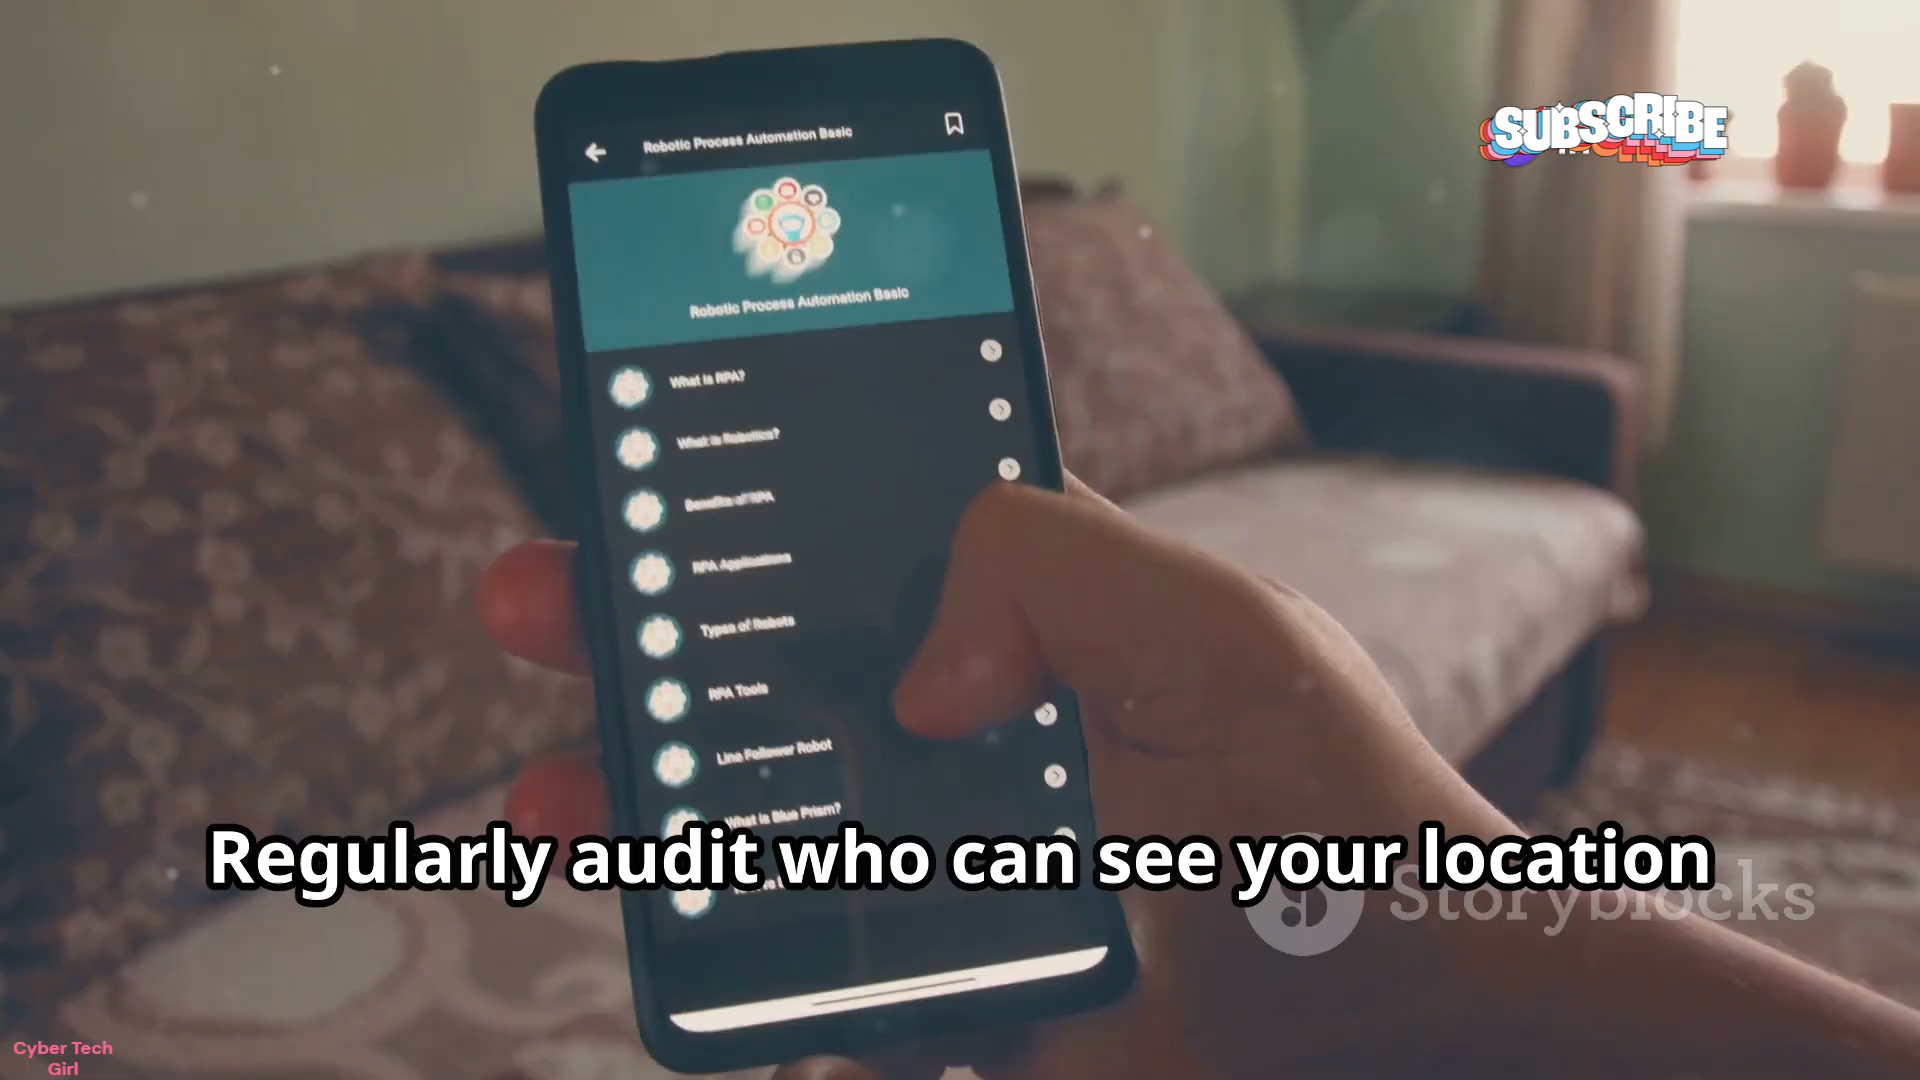 SUBSCRIBE
Robotic Process Automation Basic
Robotic Process Automation Basic
What is RPA?
What is Robotics?
Benefits of RPA
RPA Applications
Types of Robots
RPA Tools
Line Follower Robot
What is Blue Prism?
Regularly audit who can see your location
Storyblocks
Cyber Tech
Girl